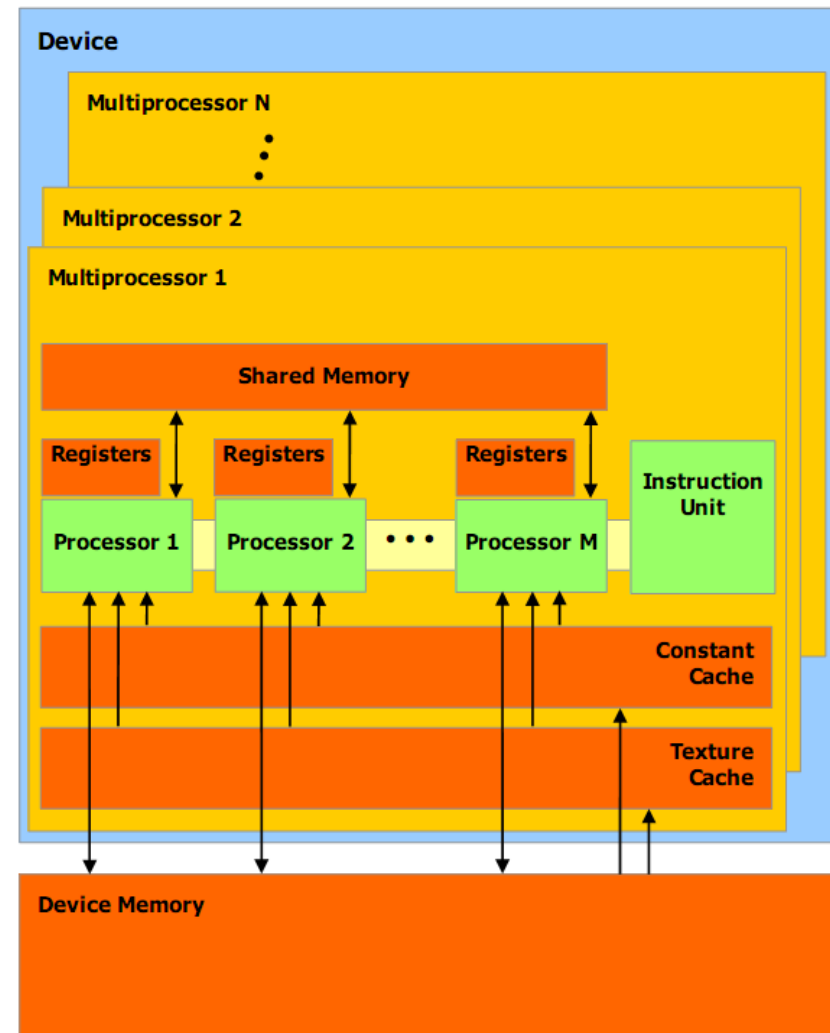 Device
Multiprocessor N
Multiprocessor 2
Multiprocessor 1
Shared Memory
Registers
Registers
Registers
Instruction
Unit
Processor 1
Processor 2
Processor M
Constant
Cache
Texture
Cache
Device Memory